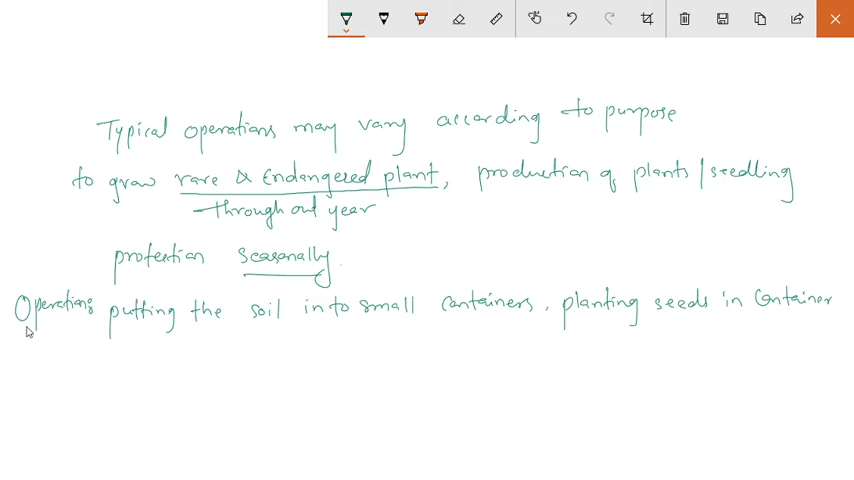 Typical operations may vary according to purpose
to grow rare & Endangered plant, production of plants/seedling
through out year
protection seasonally.
Operations putting the soil into small containers, planting seeds in Container